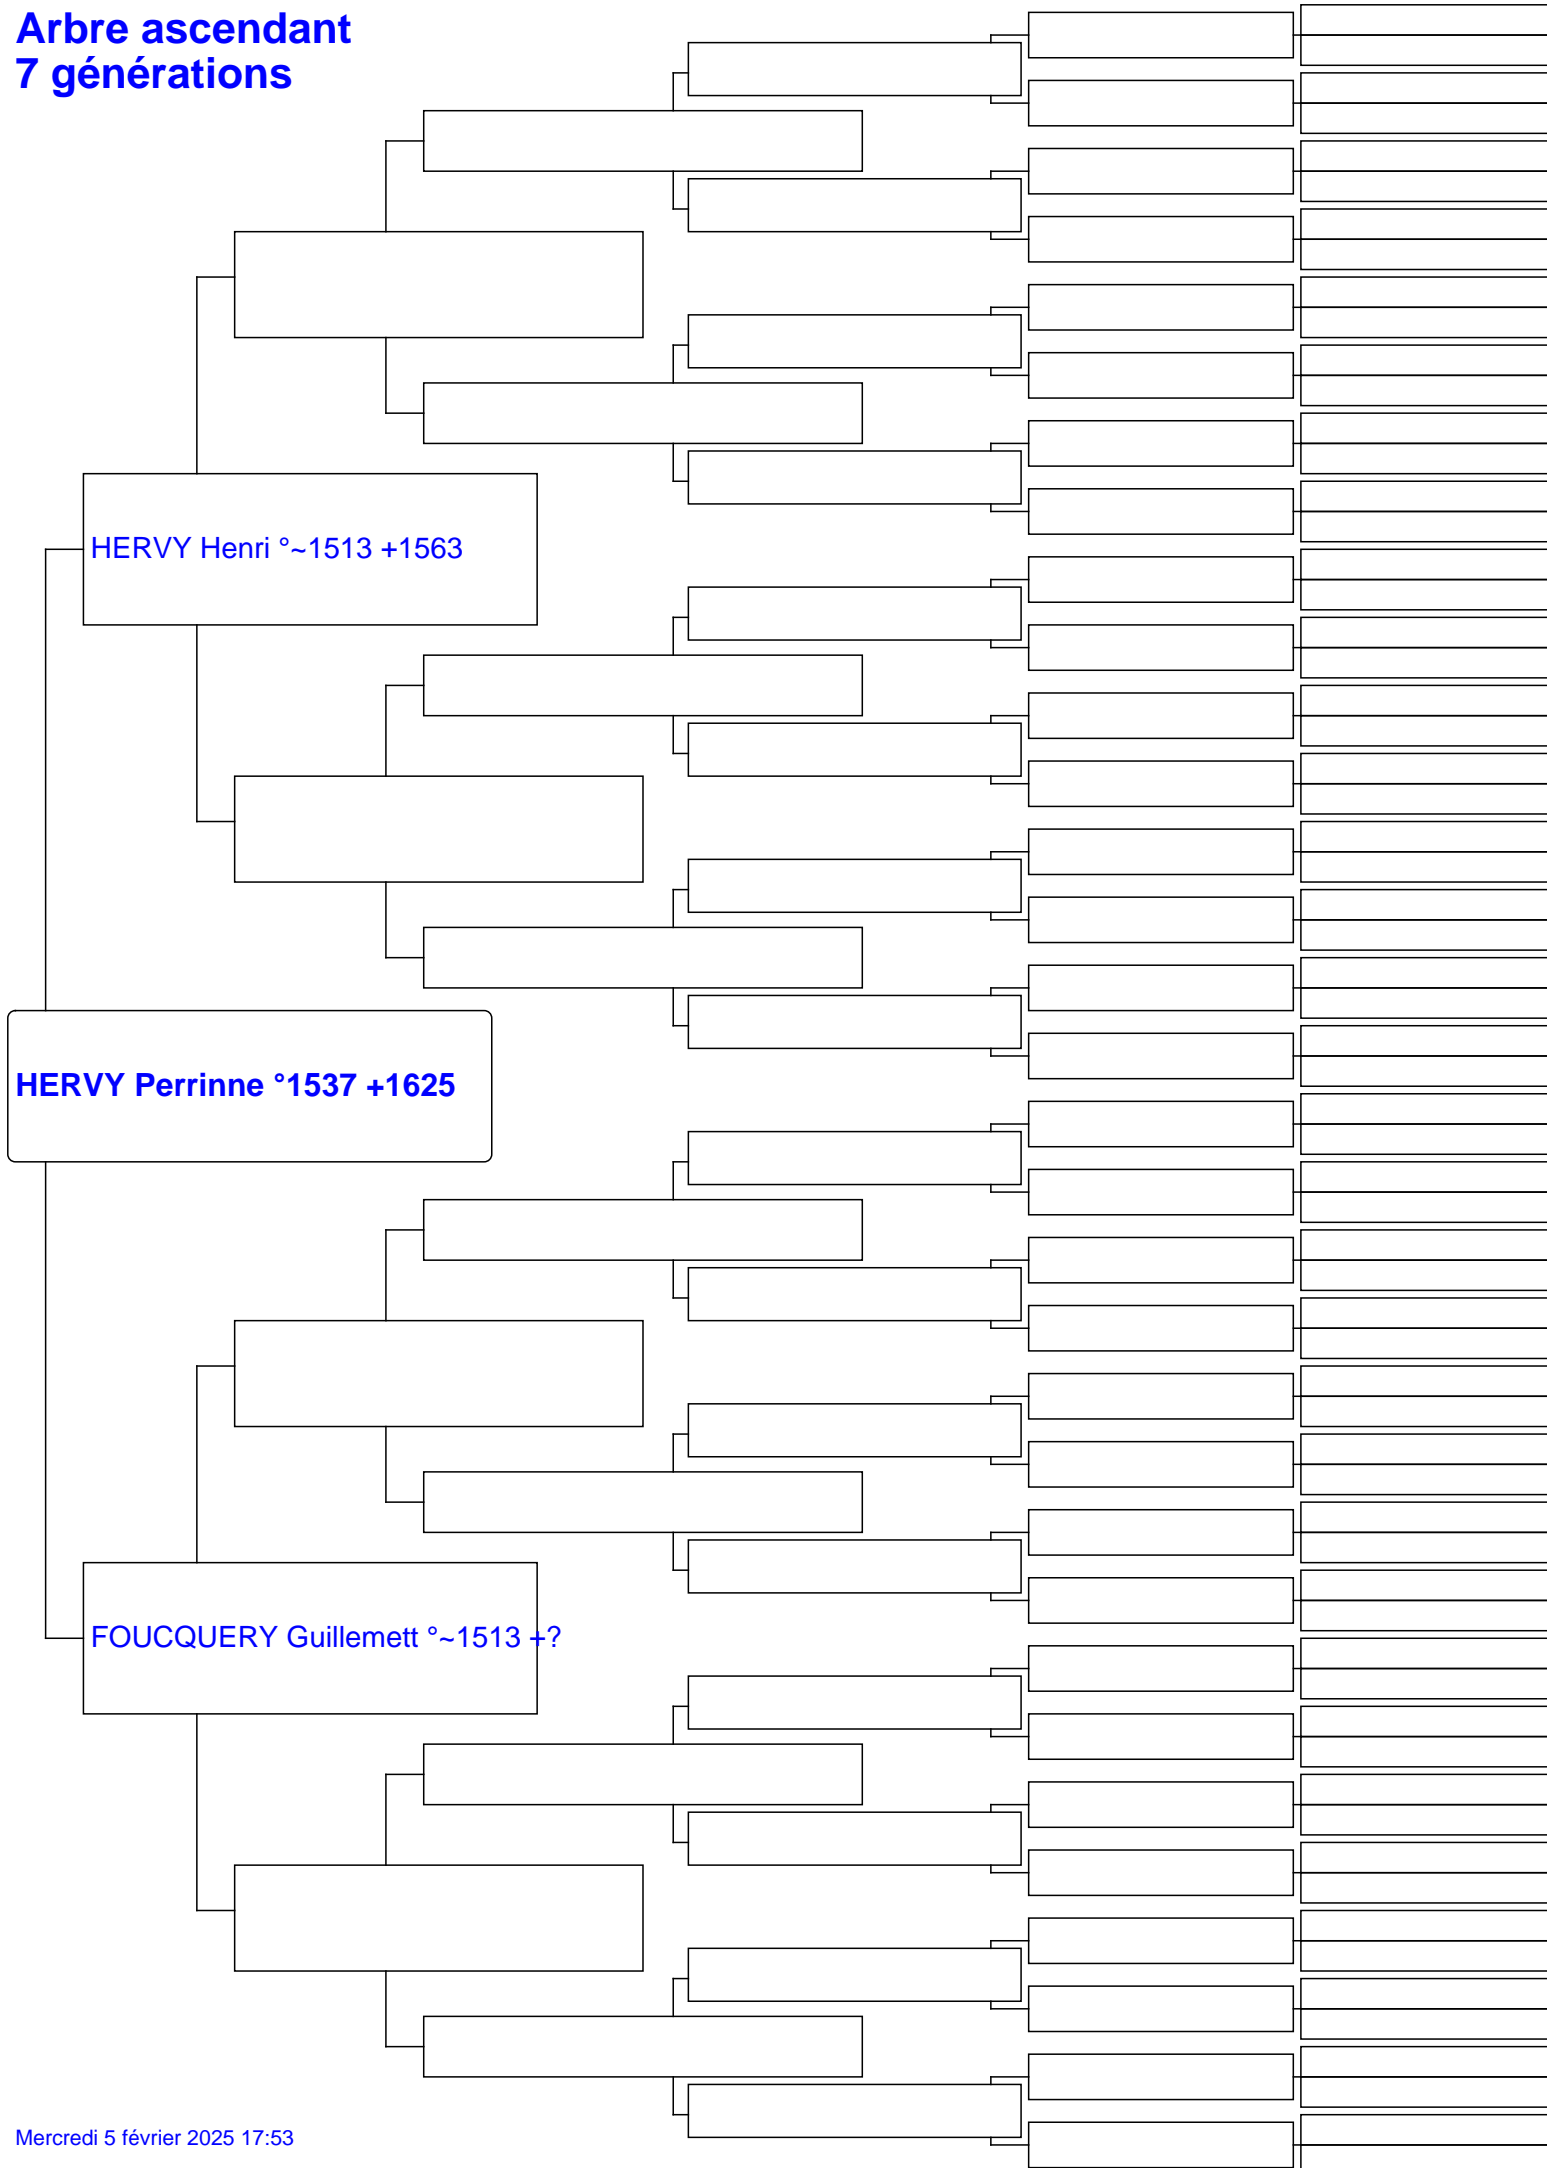 Arbre ascendant
7 générations
HERVY Henri °~1513 +1563
HERVY Perrinne °1537 +1625
FOUCQUERY Guillemett °~1513 +?
Mercredi 5 février 2025 17:53